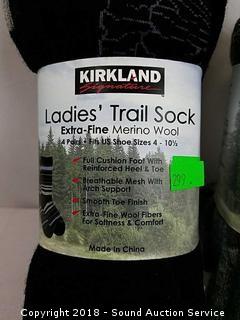 KIRKLAND
Signature
Ladies' Trail Sock
Extra-Fine Merino Wool
4 Pairs • Fits US Shoe Sizes 4 - 10½
Full Cushion Foot With
Reinforced Heel & Toe
Breathable Mesh With
Arch Support
Smooth Toe Finish
Extra-Fine Wool Fibers
For Softness & Comfort
Made In China
299
Copyright 2018 - Sound Auction Service